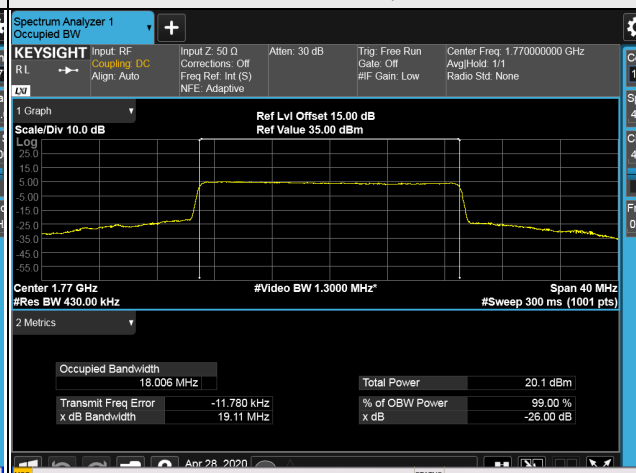 Spectrum Analyzer 1
Occupied BW
KEYSIGHT
RL
LXI
Input: RF
Coupling: DC
Align: Auto
Input Z: 50 Ω
Corrections: Off
Freq Ref: Int (S)
NFE: Adaptive
Atten: 30 dB
Trig: Free Run
Gate: Off
#IF Gain: Low
Center Freq: 1.770000000 GHz
Avg|Hold: 1/1
Radio Std: None
1 Graph
Scale/Div 10.0 dB
Ref Lvl Offset 15.00 dB
Ref Value 35.00 dBm
Log
25.0
15.0
5.00
-5.00
-15.0
-25.0
-35.0
-45.0
-55.0
Center 1.77 GHz
#Video BW 1.3000 MHz*
Span 40 MHz
#Res BW 430.00 kHz
#Sweep 300 ms (1001 pts)
2 Metrics
Occupied Bandwidth
18.006 MHz
Total Power 20.1 dBm
Transmit Freq Error -11.780 kHz
% of OBW Power 99.00 %
x dB Bandwidth 19.11 MHz
x dB -26.00 dB
Apr 28, 2020